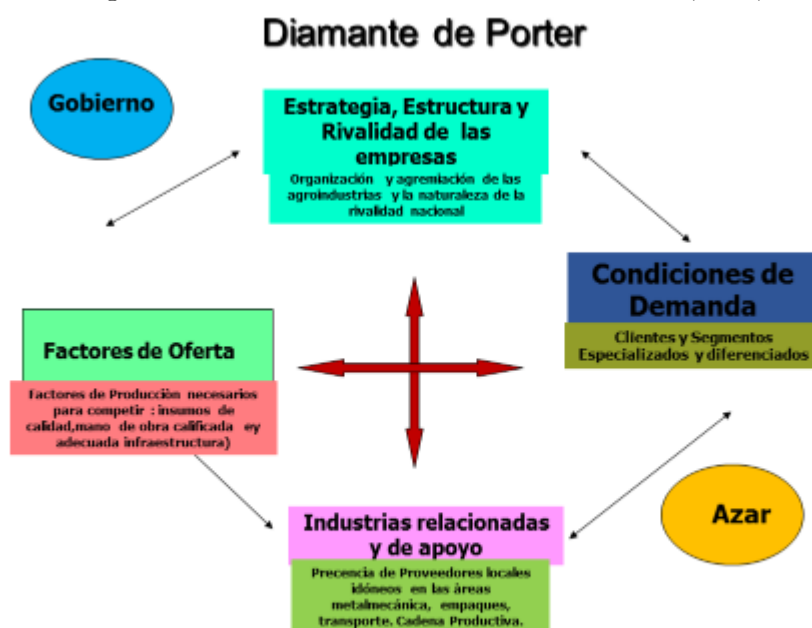 Diamante de Porter
Gobierno
Estrategia, Estructura y
Rivalidad de las
empresas
Organización y agremiación de las
agroindustrias y la naturaleza de la
rivalidad nacional
Condiciones de
Demanda
Clientes y Segmentos
Especializados y diferenciados
Factores de Oferta
Factores de Producciòn necesarios
para competir : insumos de
calidad,mano de obra calificada ey
adecuada infraestructura)
Industrias relacionadas
y de apoyo
Precencia de Proveedores locales
idóneos en las àreas
metalmecánica, empaques,
transporte. Cadena Productiva.
Azar